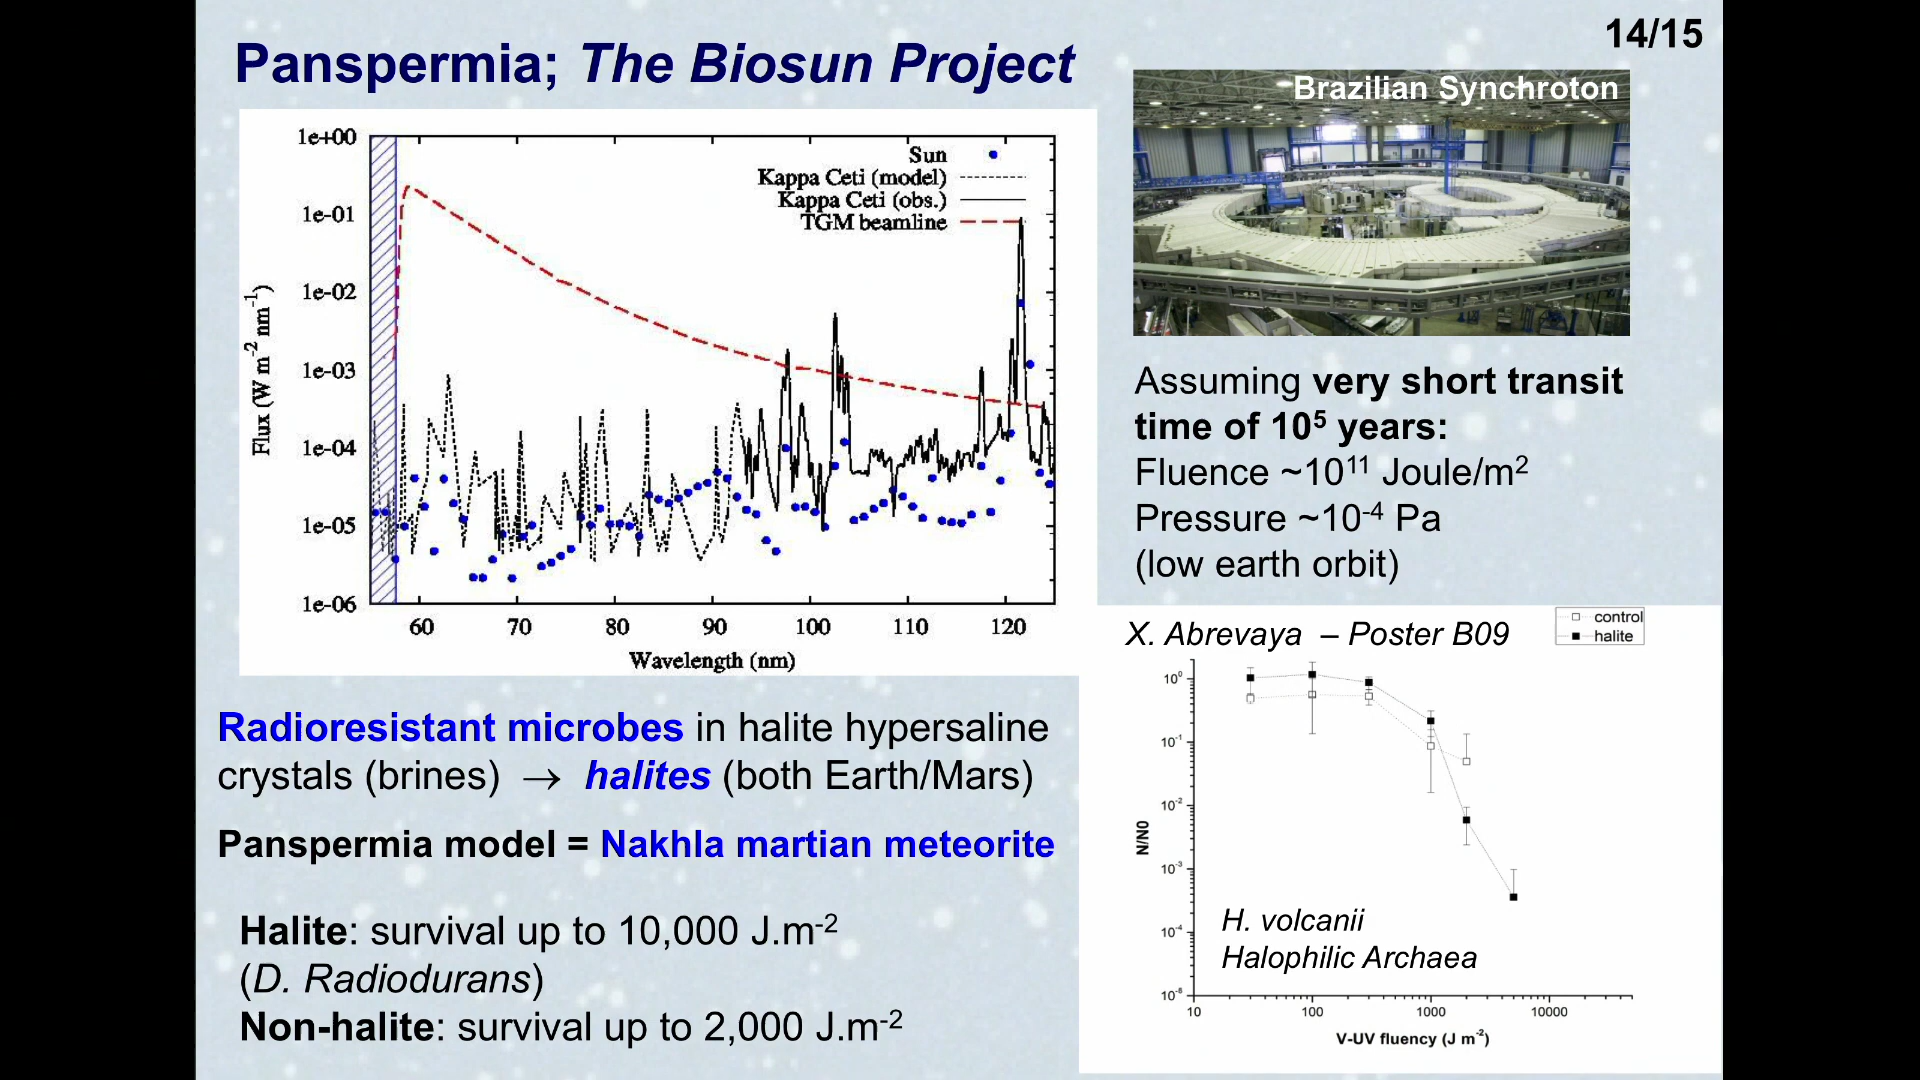 14/15
Panspermia; The Biosun Project
Brazilian Synchroton
1e+00
1e-01
1e-02
1e-03
1e-04
1e-05
1e-06
Flux (W m-2 nm-1)
Sun
Kappa Ceti (model)
Kappa Ceti (obs.)
TGM beamline
60 70 80 90 100 110 120
Wavelength (nm)
Assuming very short transit
time of 10⁵ years:
Fluence ~10¹¹ Joule/m²
Pressure ~10⁻⁴ Pa
(low earth orbit)
Radioresistant microbes in halite hypersaline
crystals (brines) → halites (both Earth/Mars)
Panspermia model = Nakhla martian meteorite
Halite: survival up to 10,000 J.m⁻²
(D. Radiodurans)
Non-halite: survival up to 2,000 J.m⁻²
X. Abrevaya – Poster B09
control
halite
10⁰
10⁻¹
10⁻²
10⁻³
10⁻⁴
N/N0
H. volcanii
Halophilic Archaea
10 100 1000 10000
V-UV fluency (J m⁻²)